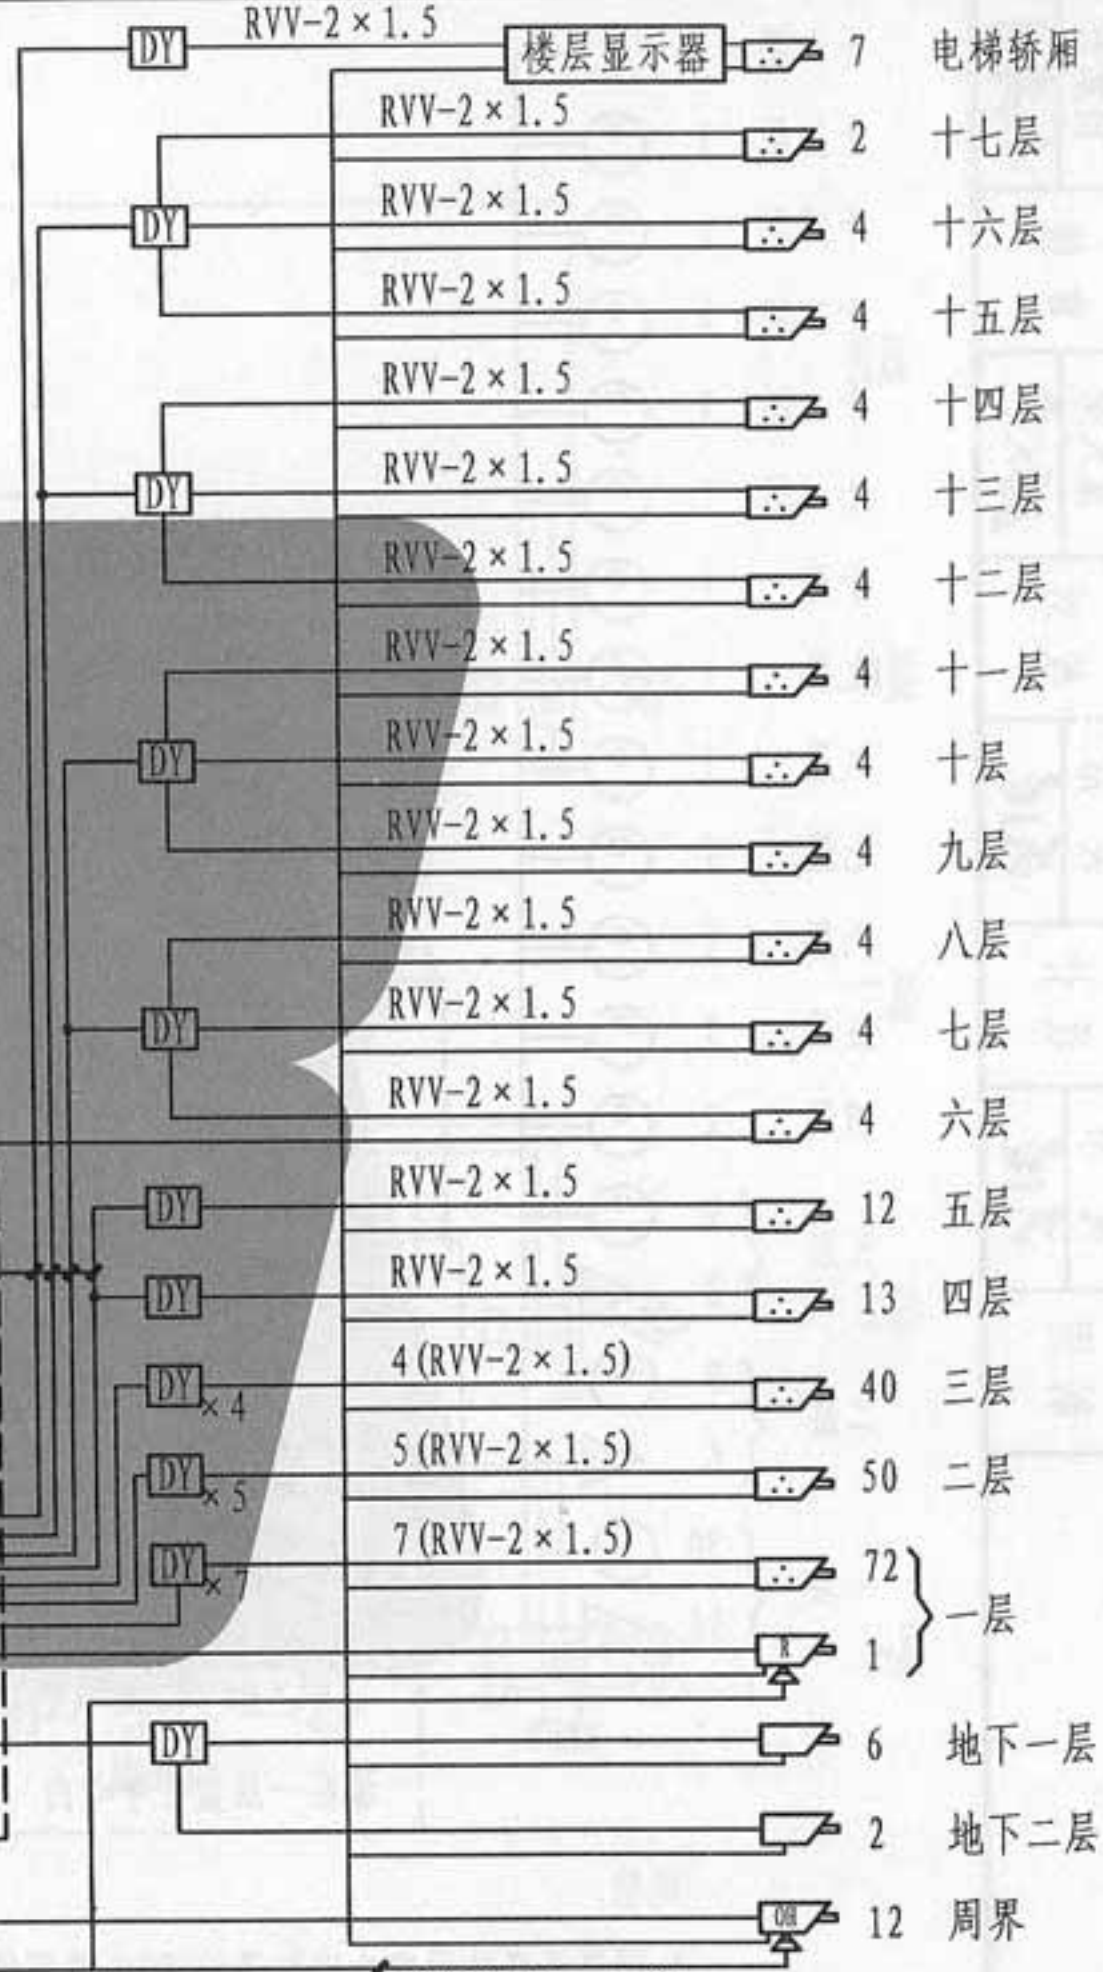 DY RVV-2×1.5 楼层显示器 7 电梯轿厢
RVV-2×1.5 2 十七层
DY RVV-2×1.5 4 十六层
RVV-2×1.5 4 十五层
RVV-2×1.5 4 十四层
DY RVV-2×1.5 4 十三层
RVV-2×1.5 4 十二层
RVV-2×1.5 4 十一层
DY RVV-2×1.5 4 十层
RVV-2×1.5 4 九层
RVV-2×1.5 4 八层
DY RVV-2×1.5 4 七层
RVV-2×1.5 4 六层
DY RVV-2×1.5 12 五层
DY RVV-2×1.5 13 四层
DY ×4 4(RVV-2×1.5) 40 三层
DY ×5 5(RVV-2×1.5) 50 二层
DY ×7 7(RVV-2×1.5) 72
一层
R 1
DY 6 地下一层
2 地下二层
OH 12 周界